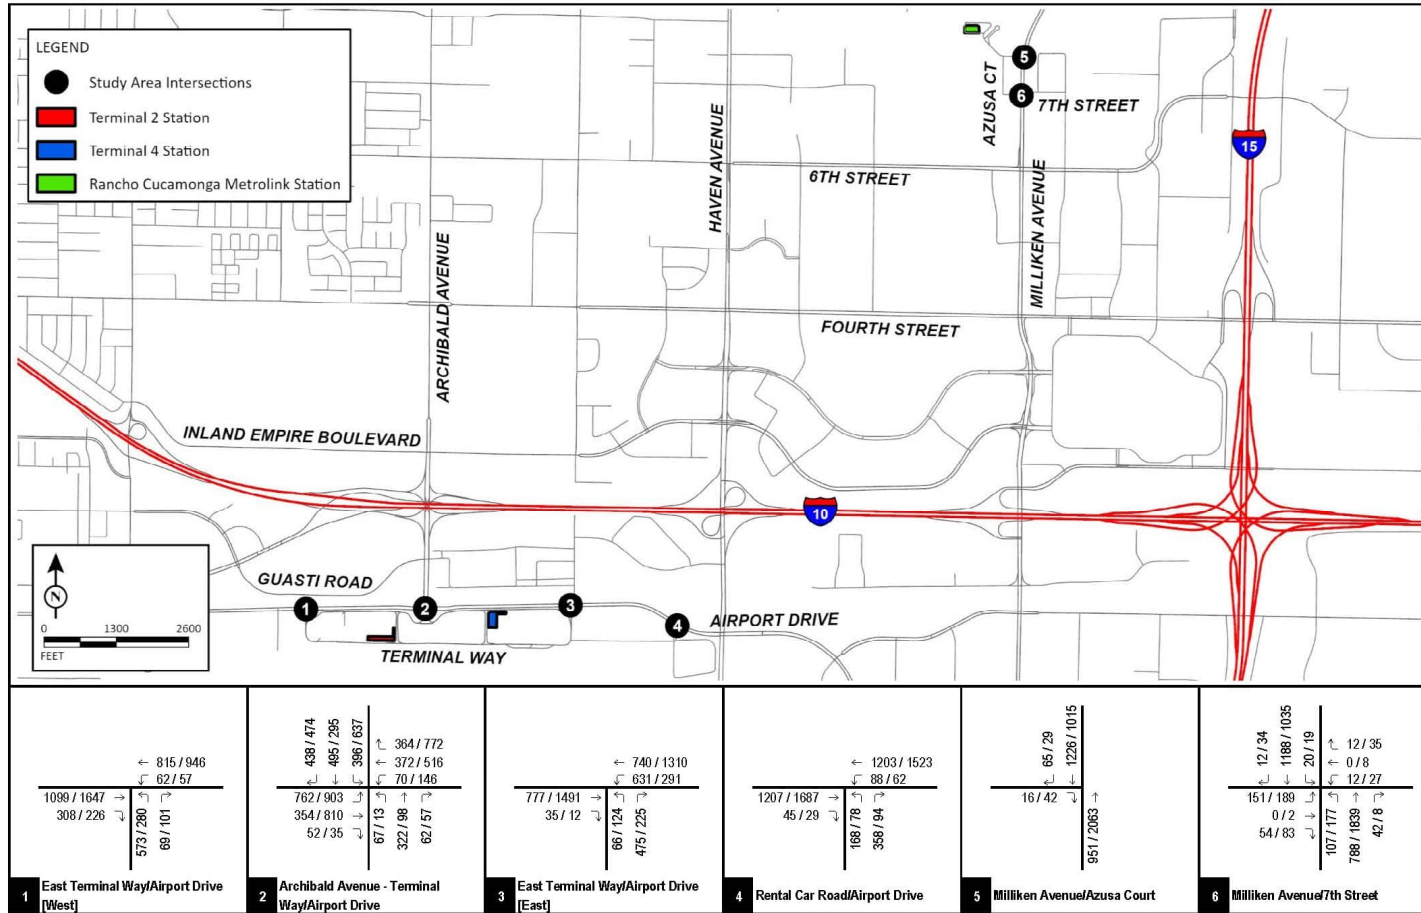 LEGEND
Study Area Intersections
Terminal 2 Station
Terminal 4 Station
Rancho Cucamonga Metrolink Station
5
6
7TH STREET
AZUSA CT
15
6TH STREET
HAVEN AVENUE
MILLIKEN AVENUE
ARCHIBALD AVENUE
FOURTH STREET
INLAND EMPIRE BOULEVARD
10
GUASTI ROAD
1
2
3
4
AIRPORT DRIVE
TERMINAL WAY
N
0 1300 2600
FEET
815 / 946
62 / 57
1099 / 1647
308 / 226
573 / 280
69 / 101
1 East Terminal Way/Airport Drive
[West]
438 / 474
495 / 295
396 / 637
364 / 772
372 / 516
70 / 146
762 / 903
354 / 810
52 / 35
67 / 13
322 / 98
62 / 57
2 Archibald Avenue - Terminal
Way/Airport Drive
740 / 1310
631 / 291
777 / 1491
35 / 12
66 / 124
475 / 225
3 East Terminal Way/Airport Drive
[East]
1203 / 1523
88 / 62
1207 / 1687
45 / 29
168 / 78
358 / 94
4 Rental Car Road/Airport Drive
65 / 29
1226 / 1015
16 / 42
951 / 2063
5 Milliken Avenue/Azusa Court
12 / 34
1188 / 1035
20 / 19
12 / 35
0 / 8
12 / 27
151 / 189
0 / 2
54 / 83
107 / 177
788 / 1839
42 / 8
6 Milliken Avenue/7th Street